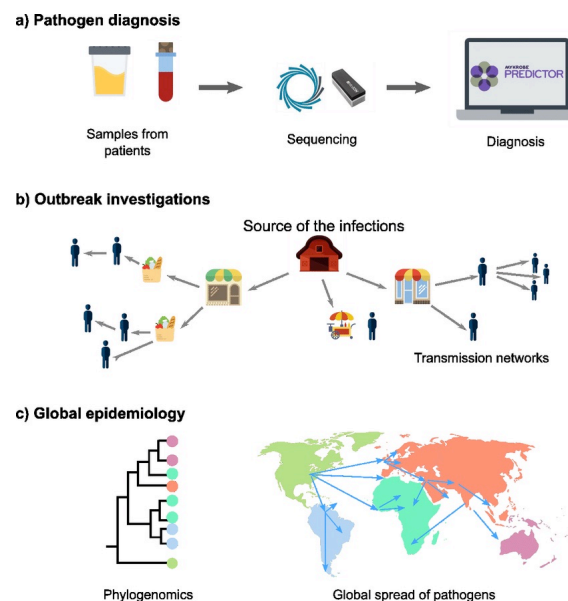 a) Pathogen diagnosis
MYKROBE
PREDICTOR
Samples from
patients
Sequencing
Diagnosis
b) Outbreak investigations
Source of the infections
Transmission networks
c) Global epidemiology
Phylogenomics
Global spread of pathogens